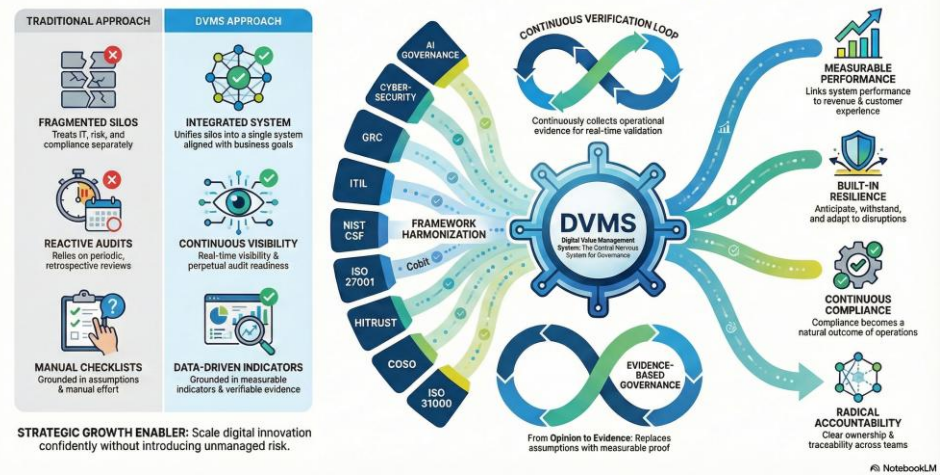 TRADITIONAL APPROACH
DVMS APPROACH
FRAGMENTED SILOS
Treats IT, risk, and
compliance separately
INTEGRATED SYSTEM
Unifies silos into a single system
aligned with business goals
REACTIVE AUDITS
Relies on periodic,
retrospective reviews
CONTINUOUS VISIBILITY
Real-time visibility &
perpetual audit readiness
?
MANUAL CHECKLISTS
Grounded in assumptions
& manual effort
DATA-DRIVEN INDICATORS
Grounded in measurable
indicators & verifiable evidence
STRATEGIC GROWTH ENABLER: Scale digital innovation
confidently without introducing unmanaged risk.
AI
GOVERNANCE
CYBER-
SECURITY
GRC
ITIL
NIST
CSF
ISO
27001
HITRUST
COSO
ISO
31000
FRAMEWORK
HARMONIZATION
Cobit
CONTINUOUS VERIFICATION LOOP
Continuously collects operational
evidence for real-time validation
DVMS
Digital Value Management
System: The Central Nervous
System for Governance
EVIDENCE-
BASED
GOVERNANCE
From Opinion to Evidence: Replaces
assumptions with measurable proof
MEASURABLE
PERFORMANCE
Links system performance
to revenue & customer
experience
BUILT-IN
RESILIENCE
Anticipate, withstand,
and adapt to disruptions
CONTINUOUS
COMPLIANCE
Compliance becomes a
natural outcome of operations
RADICAL
ACCOUNTABILITY
Clear ownership &
traceability across teams
NotebookLM